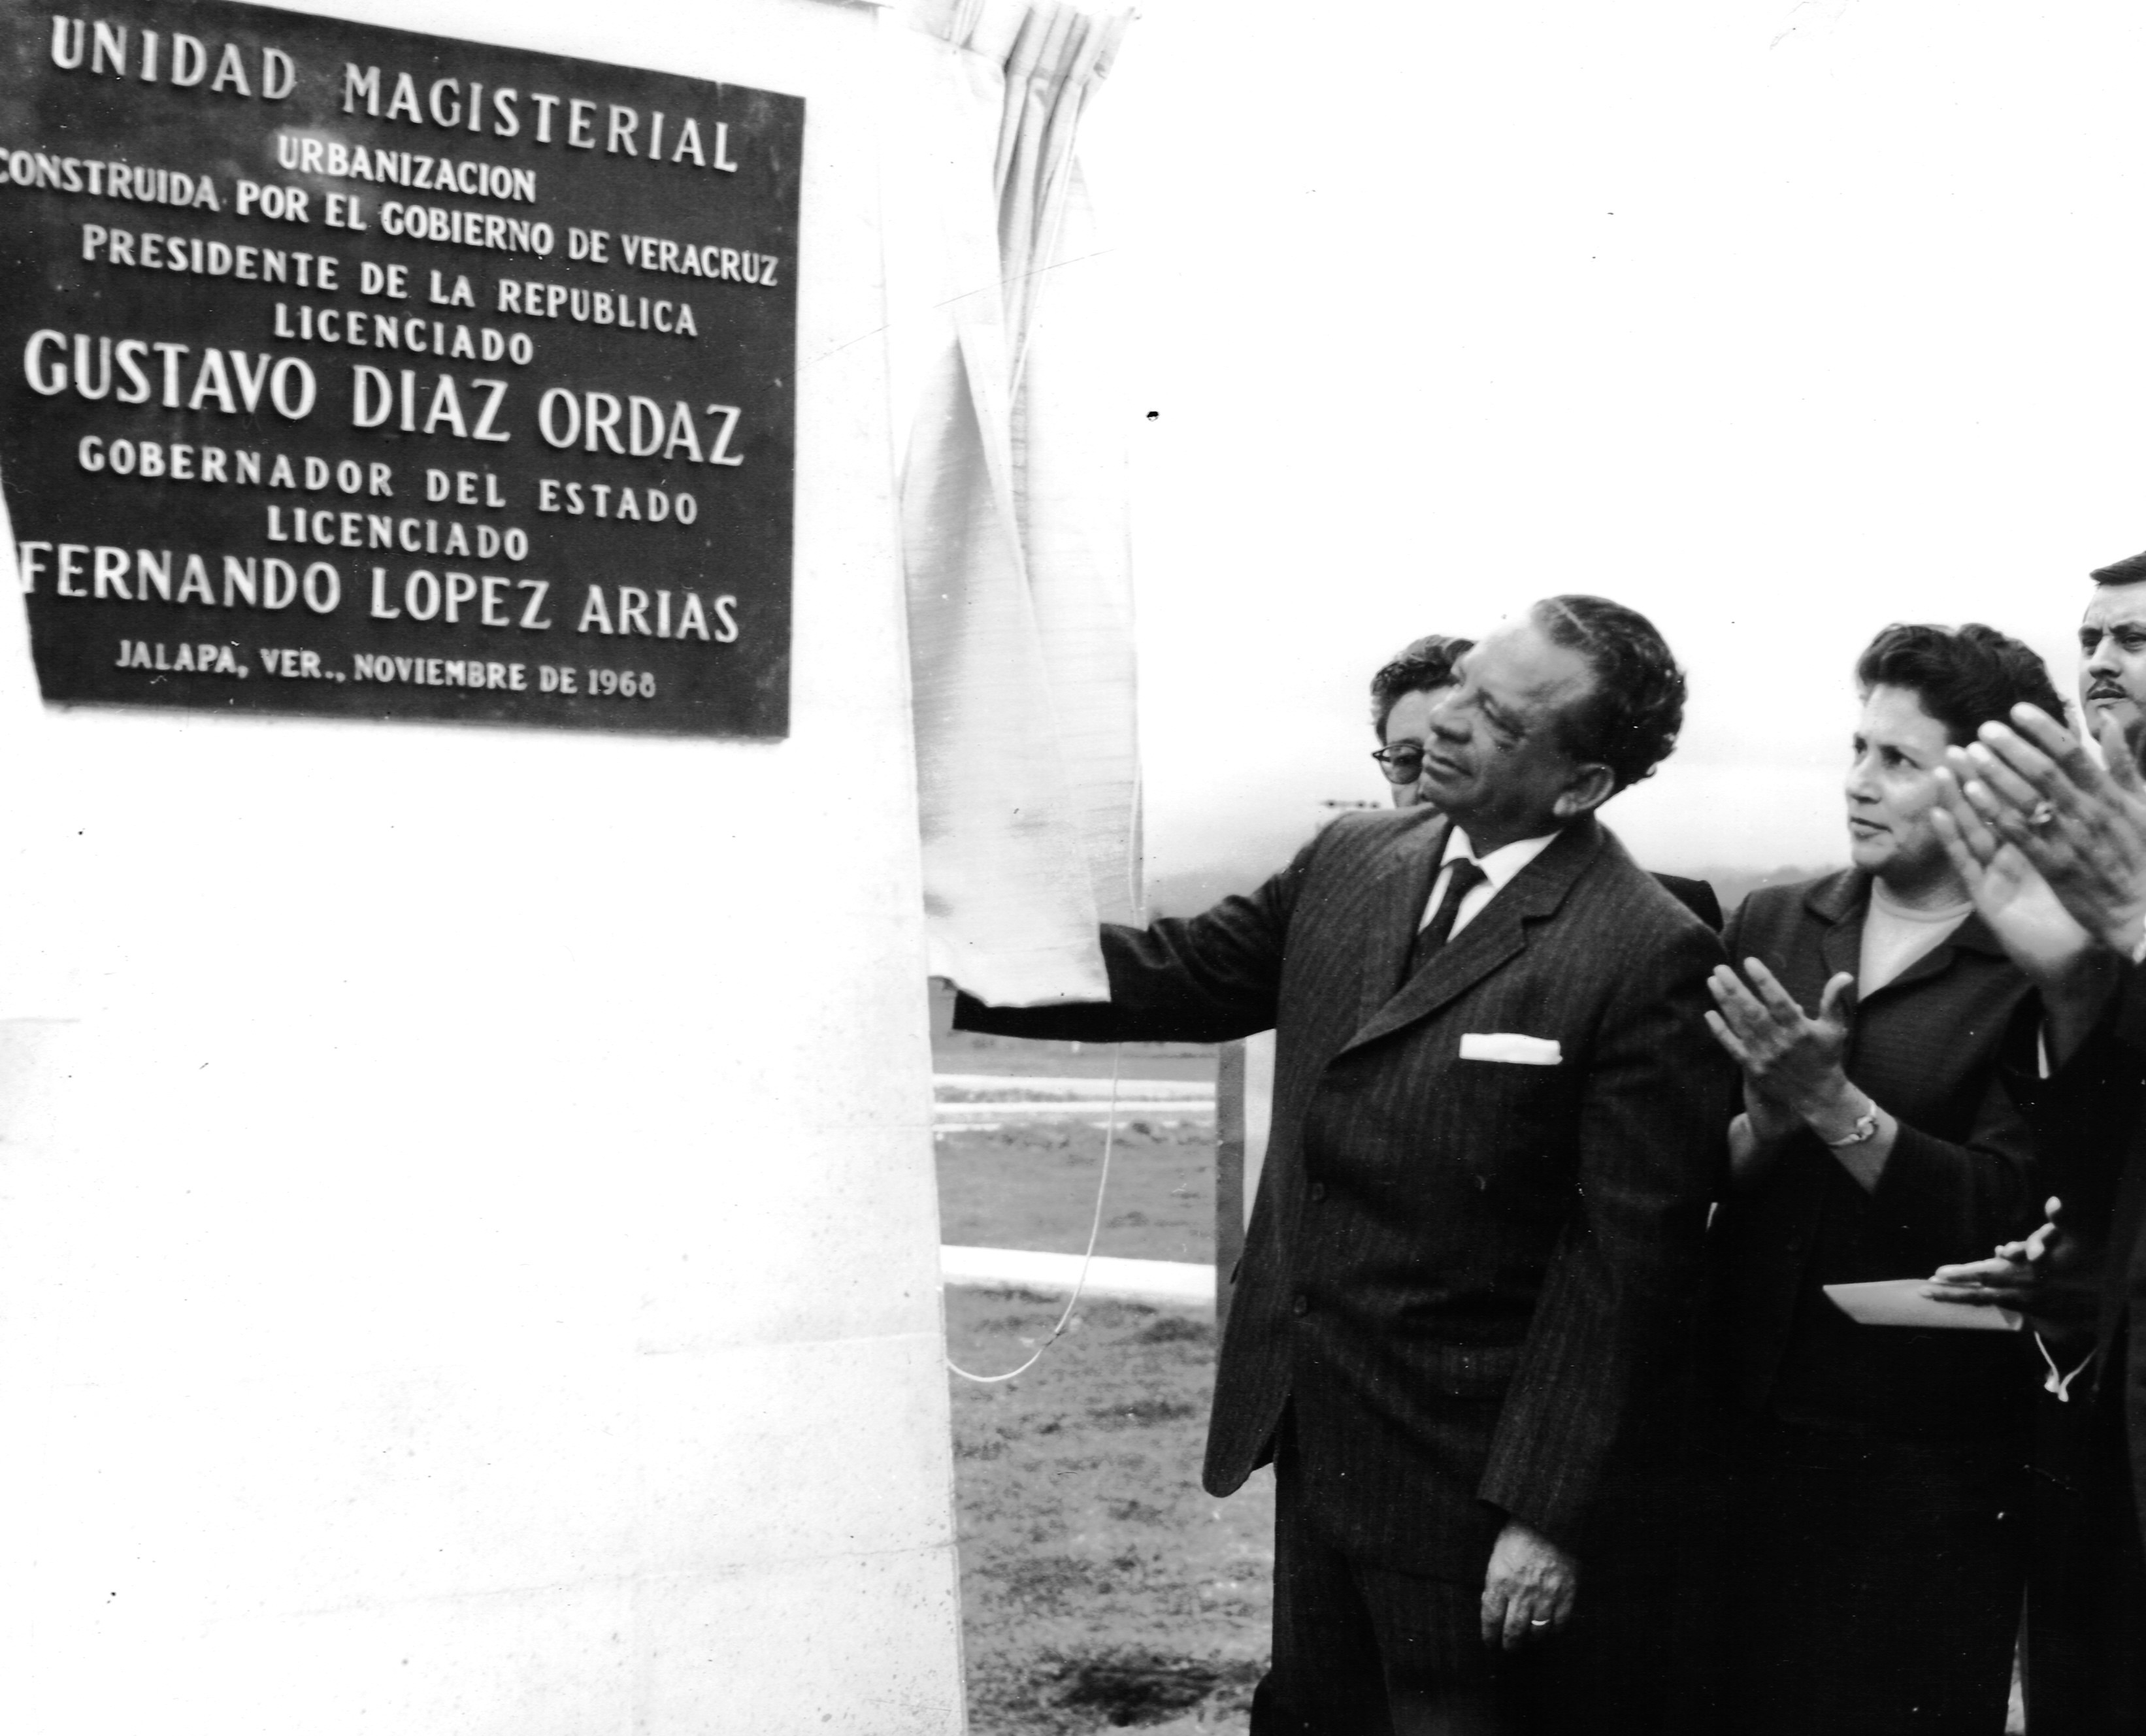 UNIDAD MAGISTERIAL
URBANIZACION
CONSTRUIDA POR EL GOBIERNO DE VERACRUZ
PRESIDENTE DE LA REPUBLICA
LICENCIADO
GUSTAVO DIAZ ORDAZ
GOBERNADOR DEL ESTADO
LICENCIADO
FERNANDO LOPEZ ARIAS
JALAPA, VER., NOVIEMBRE DE 1968